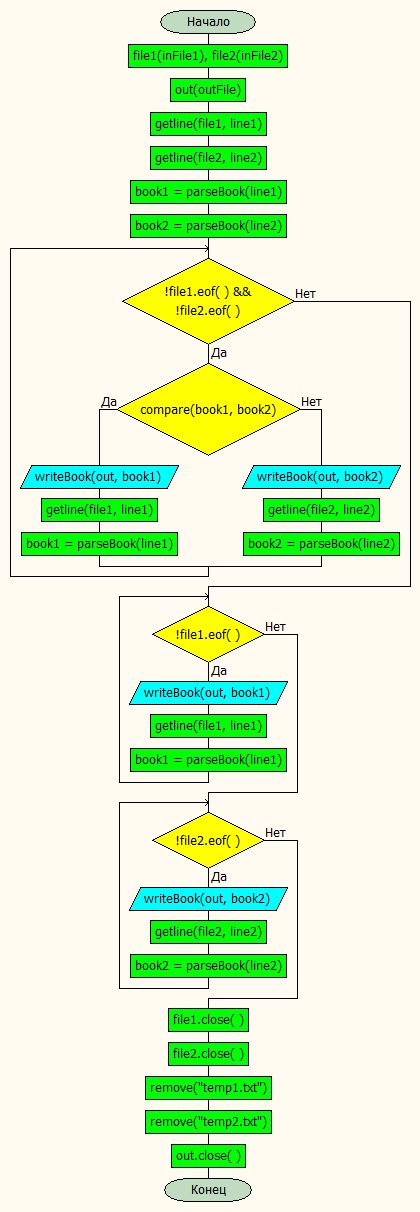 Начало
file1(inFile1), file2(inFile2)
out(outFile)
getline(file1, line1)
getline(file2, line2)
book1 = parseBook(line1)
book2 = parseBook(line2)
!file1.eof( ) &&
!file2.eof( )
Нет
Да
compare(book1, book2)
Да
Нет
writeBook(out, book1)
writeBook(out, book2)
getline(file1, line1)
getline(file2, line2)
book1 = parseBook(line1)
book2 = parseBook(line2)
!file1.eof( )
Нет
Да
writeBook(out, book1)
getline(file1, line1)
book1 = parseBook(line1)
!file2.eof( )
Нет
Да
writeBook(out, book2)
getline(file2, line2)
book2 = parseBook(line2)
file1.close( )
file2.close( )
remove("temp1.txt")
remove("temp2.txt")
out.close( )
Конец